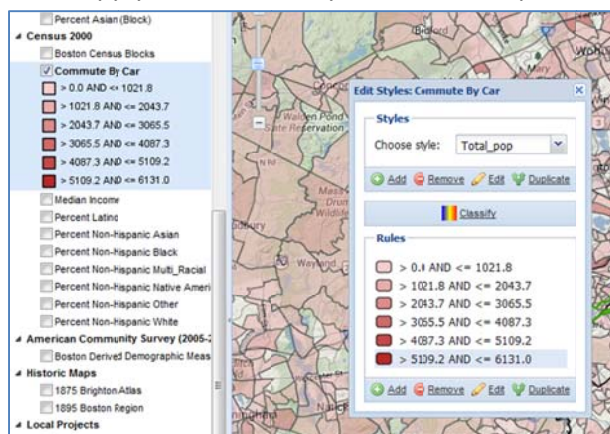 Percent Asian (Block)
Census 2000
Boston Census Blocks
Commute By Car
> 0.0 AND <= 1021.8
> 1021.8 AND <= 2043.7
> 2043.7 AND <= 3065.5
> 3065.5 AND <= 4087.3
> 4087.3 AND <= 5109.2
> 5109.2 AND <= 6131.0
Median Income
Percent Latino
Percent Non-Hispanic Asian
Percent Non-Hispanic Black
Percent Non-Hispanic Multi_Racial
Percent Non-Hispanic Native Ameri
Percent Non-Hispanic Other
Percent Non-Hispanic White
American Community Survey (2005-2
Boston Derived Demographic Meas
Historic Maps
1875 Brighton Atlas
1895 Boston Region
Local Projects
Bedford
Walden Pond
State Reservation
Wayland
Edit Styles: Commute By Car
Styles
Choose style: Total_pop
Add Remove Edit Duplicate
Classify
Rules
> 0.0 AND <= 1021.8
> 1021.8 AND <= 2043.7
> 2043.7 AND <= 3065.5
> 3065.5 AND <= 4087.3
> 4087.3 AND <= 5109.2
> 5109.2 AND <= 6131.0
Add Remove Edit Duplicate